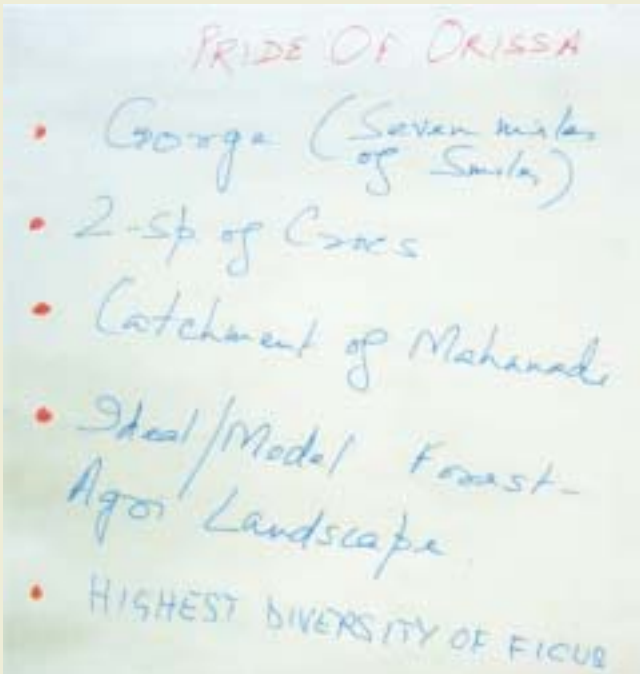 PRIDE OF ORISSA
• George (Seven miles
of Smiles)
• 2-Sp of Crocs
• Catchment of Mahanadi
• Ideal/Model Forest-
Agri Landscape
• HIGHEST DIVERSITY OF FICUS